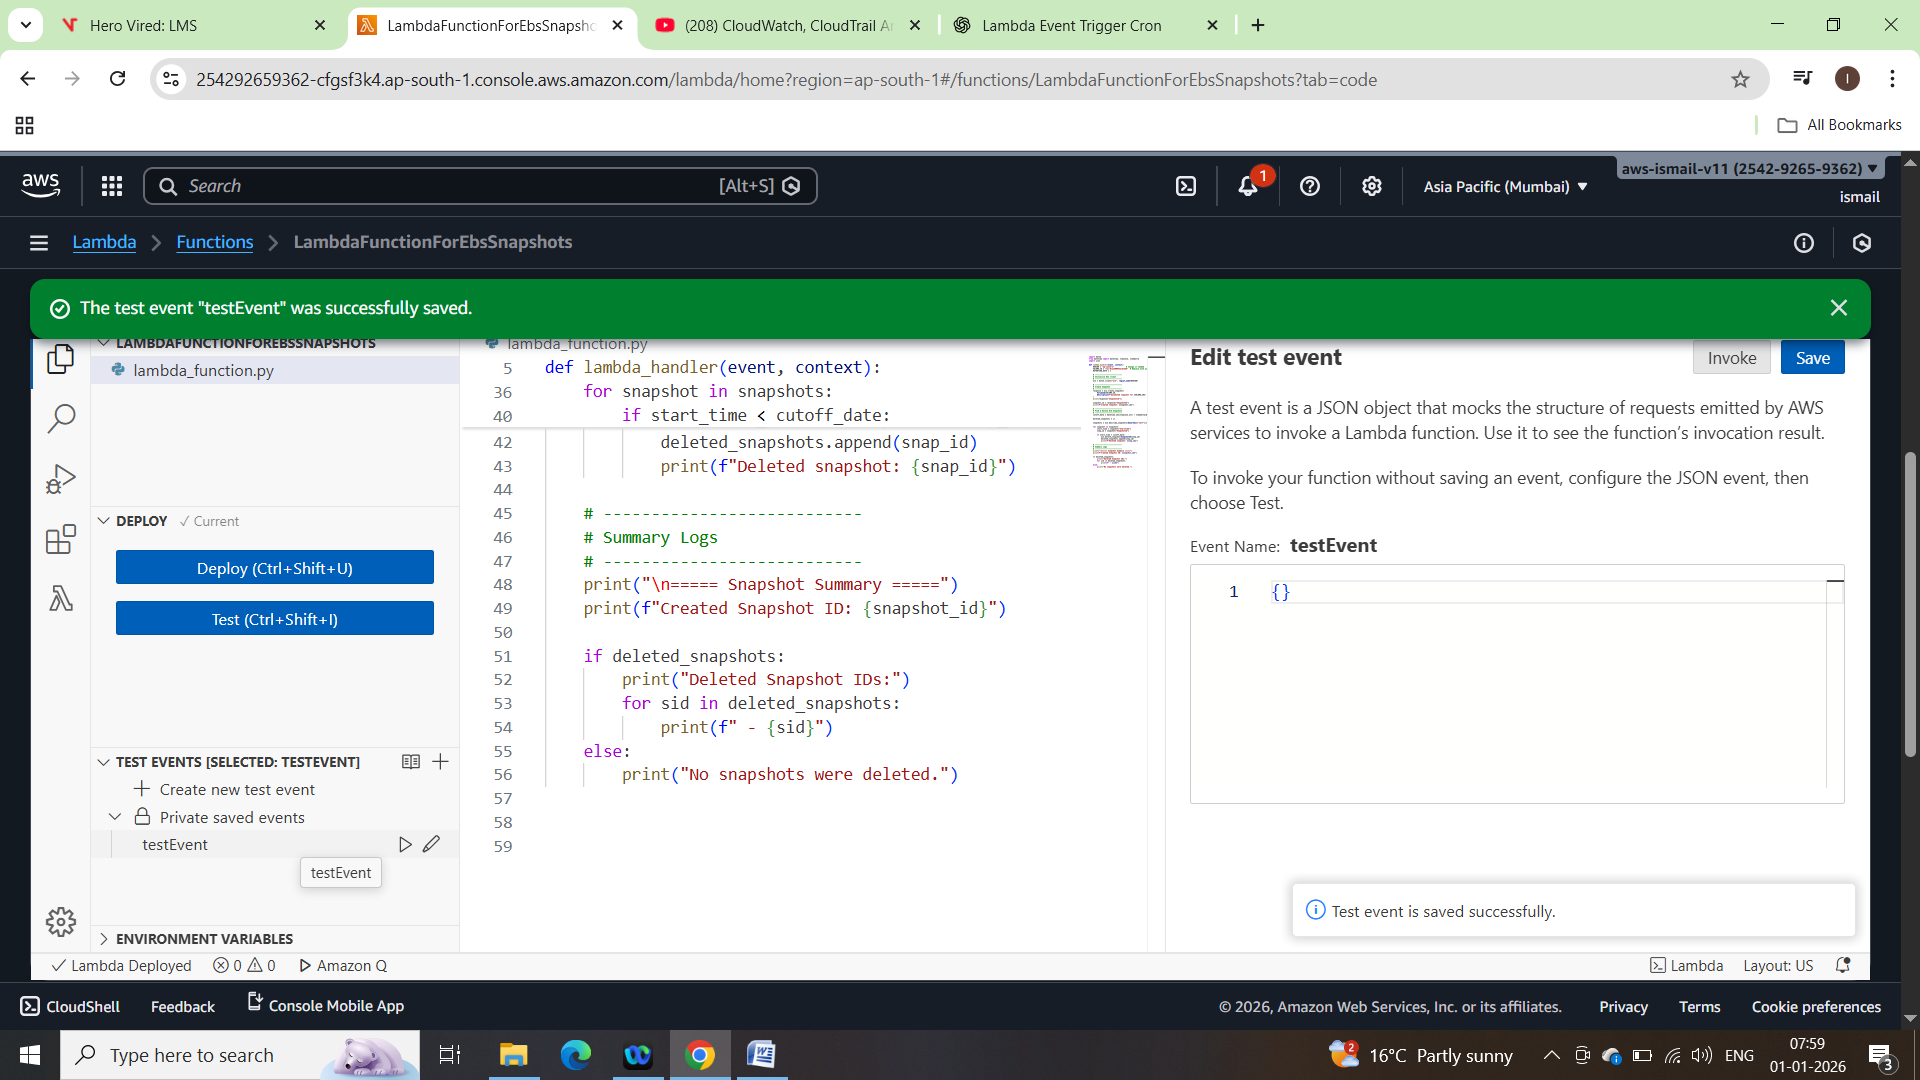 Hero Vired: LMS
LambdaFunctionForEbsSnapsh
(208) CloudWatch, CloudTrail A
Lambda Event Trigger Cron
254292659362-cfgsf3k4.ap-south-1.console.aws.amazon.com/lambda/home?region=ap-south-1#/functions/LambdaFunctionForEbsSnapshots?tab=code
I
All Bookmarks
aws
Search
[Alt+S]
1
Asia Pacific (Mumbai)
aws-ismail-v11 (2542-9265-9362)
ismail
Lambda
Functions
LambdaFunctionForEbsSnapshots
The test event "testEvent" was successfully saved.
LAMBDAFUNCTIONFOREBSSNAPSHOTS
lambda_function.py
DEPLOY
Current
Deploy (Ctrl+Shift+U)
Test (Ctrl+Shift+I)
TEST EVENTS [SELECTED: TESTEVENT]
Create new test event
Private saved events
testEvent
testEvent
ENVIRONMENT VARIABLES
lambda_function.py
5 def lambda_handler(event, context):
36 for snapshot in snapshots:
40 if start_time < cutoff_date:
42 deleted_snapshots.append(snap_id)
43 print(f"Deleted snapshot: {snap_id}")
44
45 # ---------------------------
46 # Summary Logs
47 # ---------------------------
48 print("\n===== Snapshot Summary =====")
49 print(f"Created Snapshot ID: {snapshot_id}")
50
51 if deleted_snapshots:
52 print("Deleted Snapshot IDs:")
53 for sid in deleted_snapshots:
54 print(f" - {sid}")
55 else:
56 print("No snapshots were deleted.")
57
58
59
Edit test event
Invoke
Save
A test event is a JSON object that mocks the structure of requests emitted by AWS
services to invoke a Lambda function. Use it to see the function's invocation result.
To invoke your function without saving an event, configure the JSON event, then
choose Test.
Event Name: testEvent
1 {}
Test event is saved successfully.
Lambda Deployed
0
0
Amazon Q
Lambda
Layout: US
CloudShell
Feedback
Console Mobile App
© 2026, Amazon Web Services, Inc. or its affiliates.
Privacy
Terms
Cookie preferences
Type here to search
2
16°C Partly sunny
ENG
07:59
01-01-2026
3